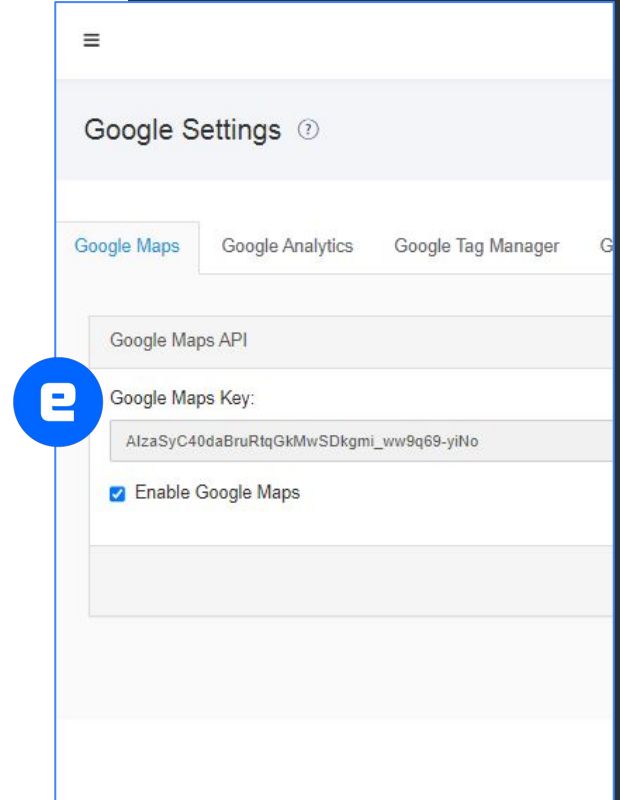 Google Settings ?
Google Maps Google Analytics Google Tag Manager G
Google Maps API
e
Google Maps Key:
AIzaSyC40daBruRtqGkMwSDkgmi_ww9q69-yiNo
Enable Google Maps